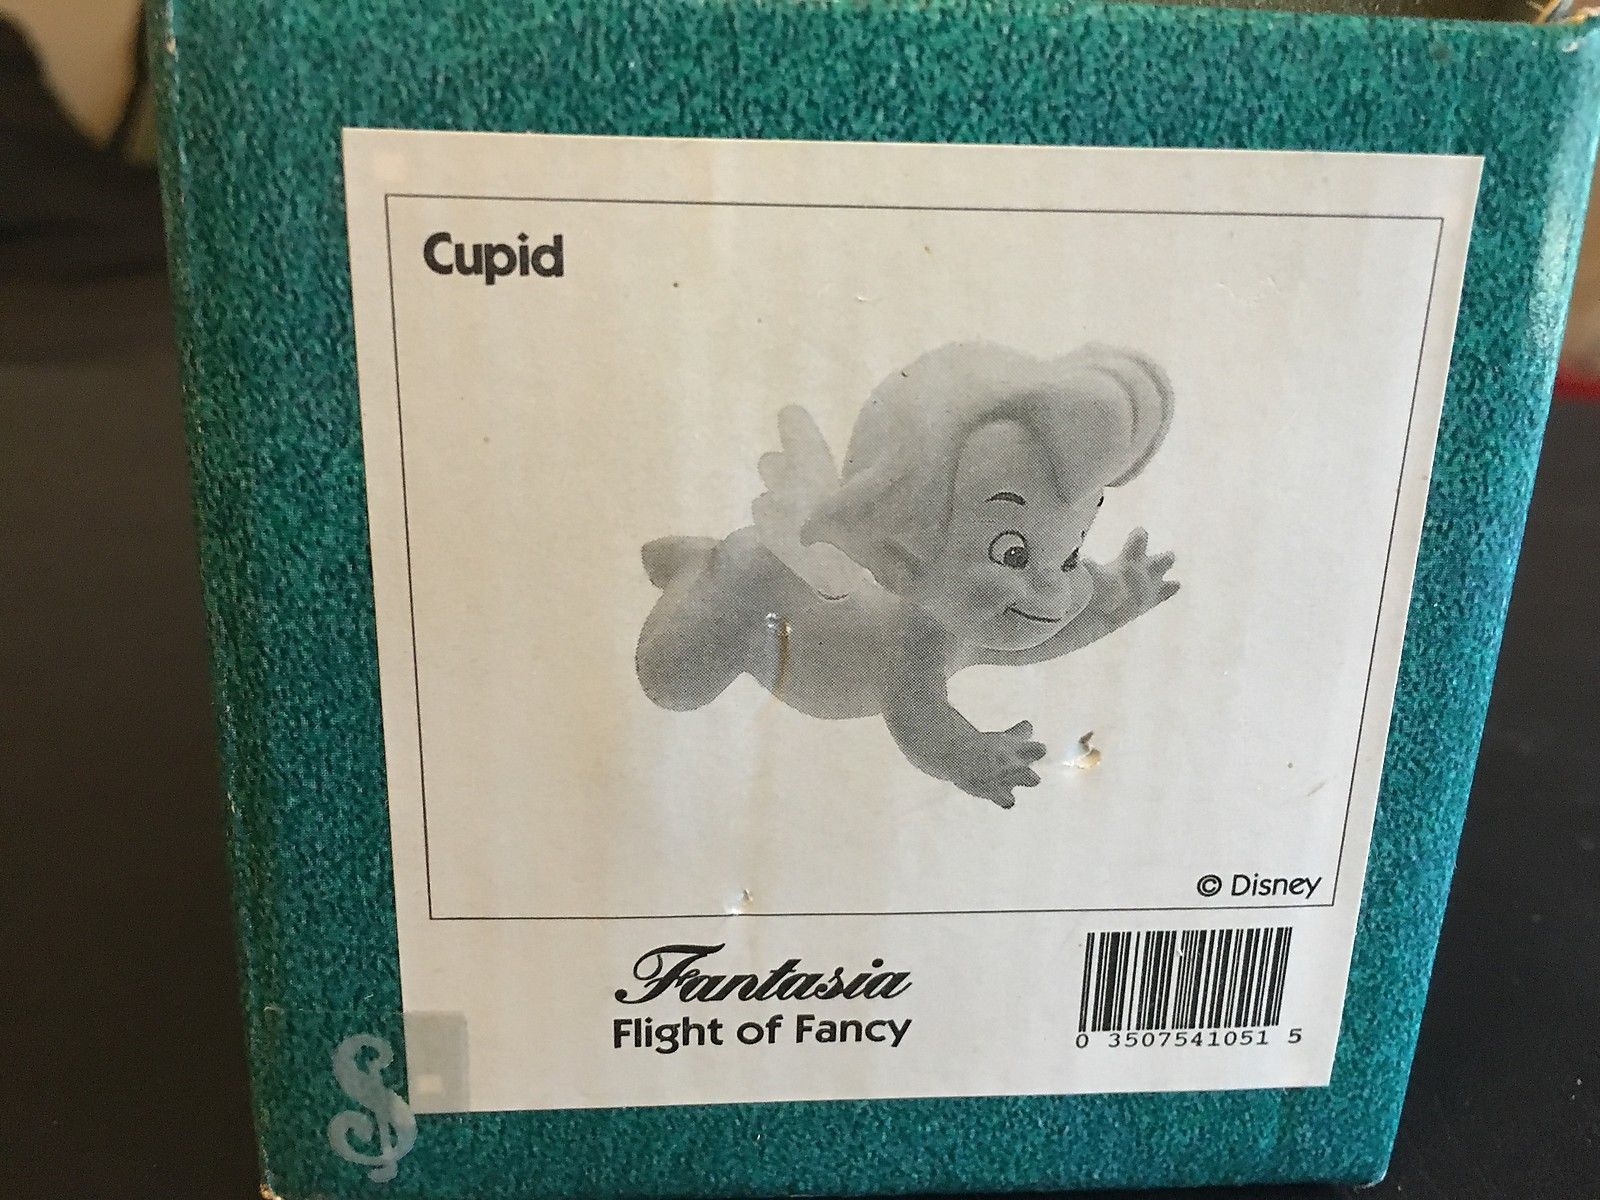 Cupid
© Disney
Fantasia
Flight of Fancy
0 3507541051 5